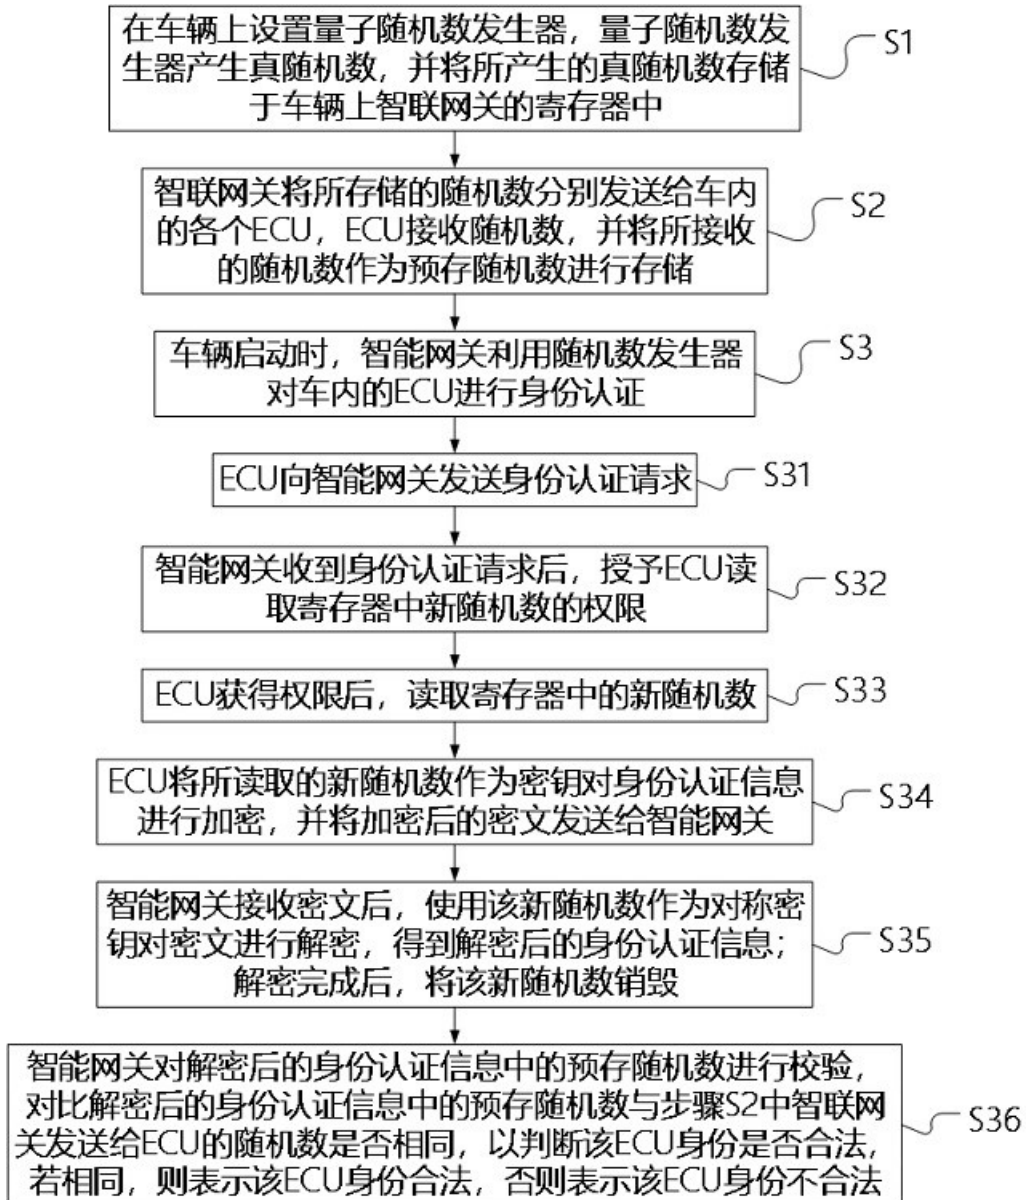 在车辆上设置量子随机数发生器，量子随机数发
生器产生真随机数，并将所产生的真随机数存储
于车辆上智联网关的寄存器中
S1
智联网关将所存储的随机数分别发送给车内
的各个ECU，ECU接收随机数，并将所接收
的随机数作为预存随机数进行存储
S2
车辆启动时，智能网关利用随机数发生器
对车内的ECU进行身份认证
S3
ECU向智能网关发送身份认证请求
S31
智能网关收到身份认证请求后，授予ECU读
取寄存器中新随机数的权限
S32
ECU获得权限后，读取寄存器中的新随机数
S33
ECU将所读取的新随机数作为密钥对身份认证信息
进行加密，并将加密后的密文发送给智能网关
S34
智能网关接收密文后，使用该新随机数作为对称密
钥对密文进行解密，得到解密后的身份认证信息；
解密完成后，将该新随机数销毁
S35
智能网关对解密后的身份认证信息中的预存随机数进行校验，
对比解密后的身份认证信息中的预存随机数与步骤S2中智联网
关发送给ECU的随机数是否相同，以判断该ECU身份是否合法，
若相同，则表示该ECU身份合法，否则表示该ECU身份不合法
S36